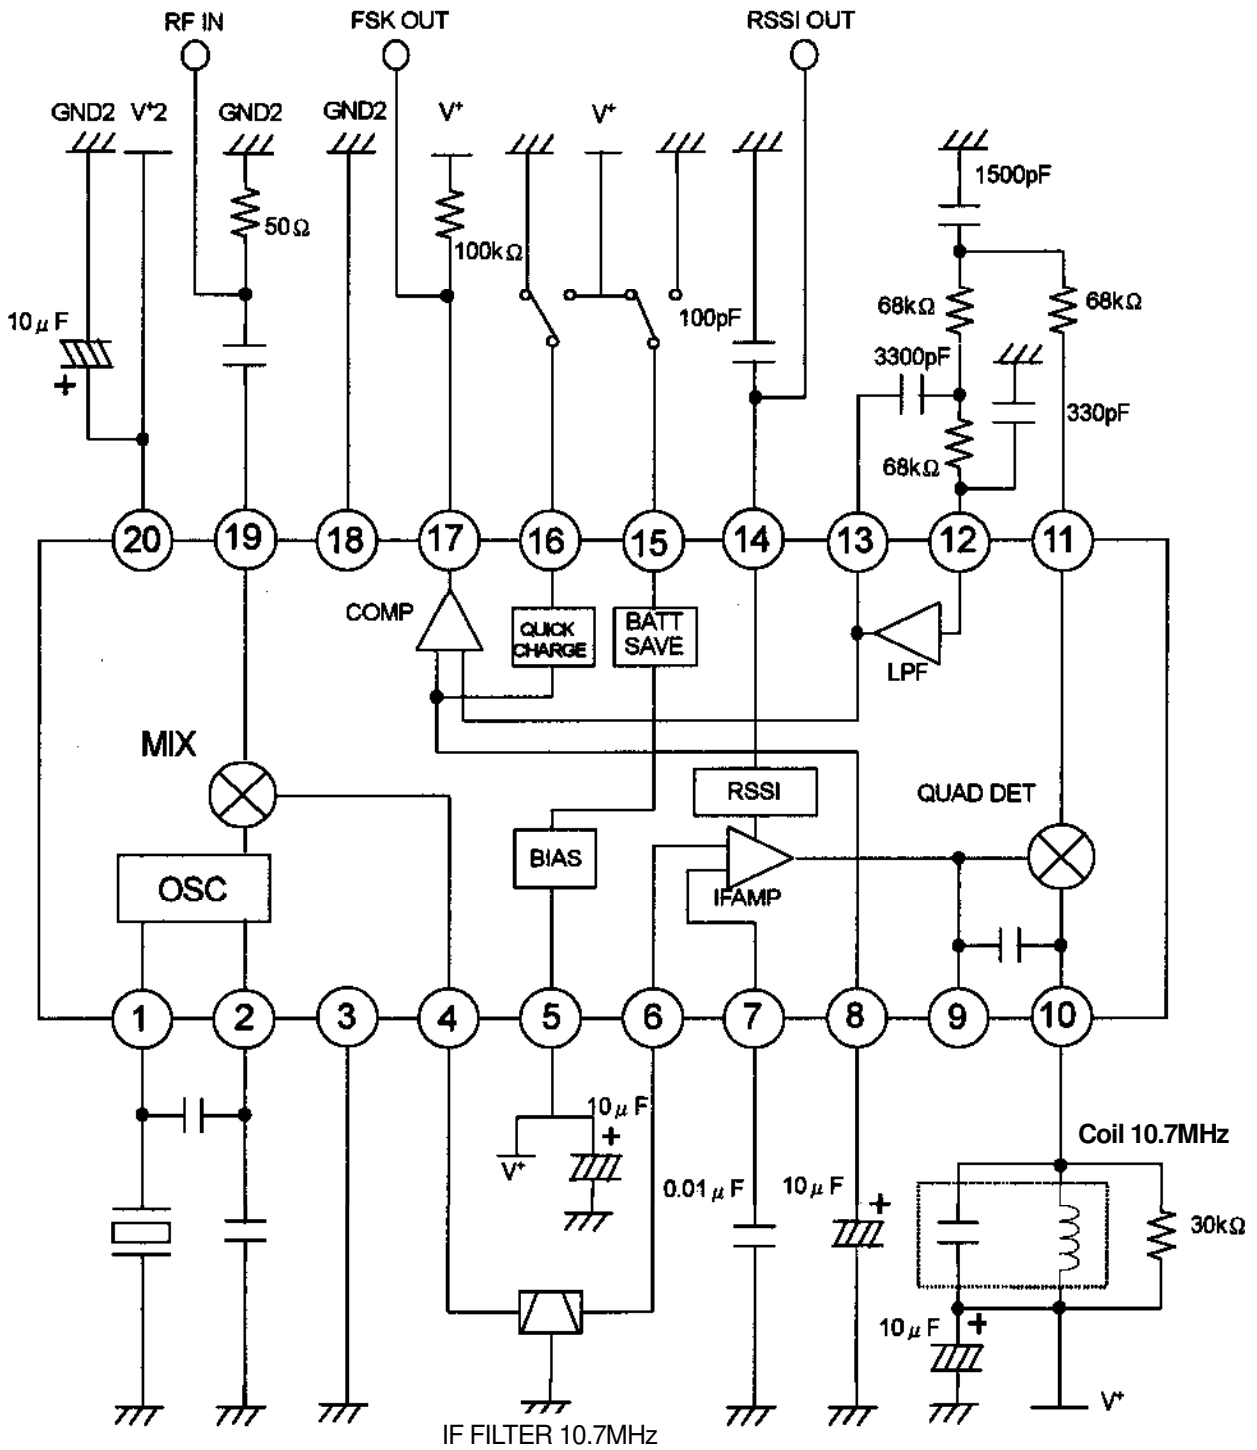 RF IN
FSK OUT
RSSI OUT
GND2 V⁺2 GND2 GND2 V⁺ V⁺
1500pF
50Ω
100kΩ
10μF
100pF
68kΩ
68kΩ
3300pF
330pF
68kΩ
20 19 18 17 16 15 14 13 12 11
COMP
QUICK
CHARGE
BATT
SAVE
LPF
MIX
RSSI
QUAD DET
BIAS
OSC
IFAMP
1 2 3 4 5 6 7 8 9 10
10μF
+
Coil 10.7MHz
V⁺
0.01μF
10μF
+
30kΩ
10μF
+
V⁺
+
IF FILTER 10.7MHz